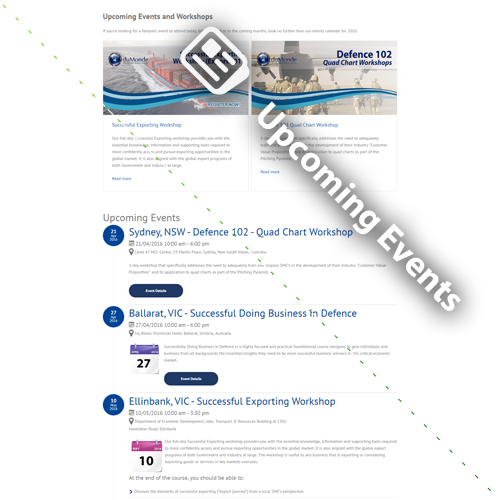 Upcoming Events and Workshops
If you're looking for a fantastic event to attend today, in the coming months, look no further than our events calendar for 2016.
duMonde
Successful Exporting
Workshop
REGISTER NOW!
duMonde
Defence 102
Quad Chart Workshops
Upcoming Events
Successful Exporting Workshop
Quad Chart Workshop
Our full day Successful Exporting workshop provides you with the
essential knowledge, information and supporting tools required to
more confidently access and pursue exporting opportunities in the
global market. It is also aligned with the global export programs
of both Government and Industry at large.
Read more
that specifically addresses the need to adequately
in the development of their Industry "Customer
Value Proposition" and its application to quad charts as part of the
Pitching Pyramid.
Read more
Upcoming Events
21
Apr
2016
Sydney, NSW - Defence 102 - Quad Chart Workshop
21/04/2016 10:00 am - 6:00 pm
Level 47 MLC Centre, 19 Martin Place, Sydney, New South Wales, Australia
1-day workshop that specifically addresses the need to adequately train and prepare SME's in the development of their Industry "Customer Value
Proposition" and its application to quad charts as part of the Pitching Pyramid.
Event Details
27
Apr
2016
Ballarat, VIC - Successful Doing Business in Defence
27/04/2016 10:00 am - 6:00 pm
Ivy Room, Provincial Hotel, Ballarat, Victoria, Australia
27
Successfully Doing Business in Defence is a highly focused and practical foundational course designed to give individuals and
business from all backgrounds the essential insights they need to be more successful business winners in this critical economic
market.
Event Details
10
May
2016
Ellinbank, VIC - Successful Exporting Workshop
10/05/2016 10:00 am - 3:30 pm
Department of Economic Development, Jobs, Transport & Resources Building at 1301
Hazeldean Road, Ellinbank
10
Our full-day Successful Exporting workshop provides you with the essential knowledge, information and supporting tools required
to more confidently access and pursue exporting opportunities in the global market. It is also aligned with the global export
programs of both Government and Industry at large. The workshop is useful to any business that is exporting or considering
exporting goods or services in key markets overseas.
At the end of the course, you should be able to:
Discover the elements of successful exporting ("export journey") from a local SME's perspective.